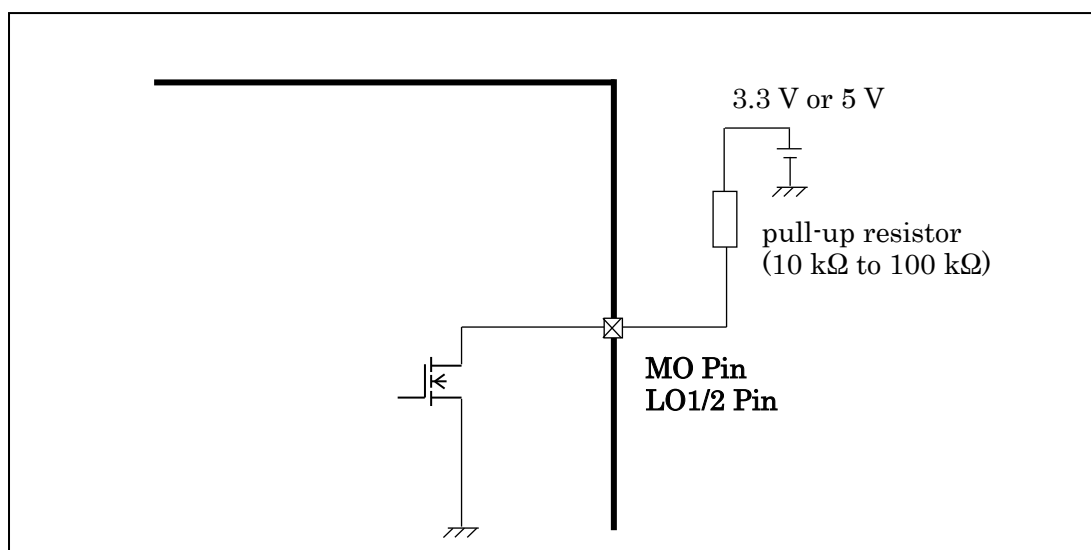 3.3 V or 5 V
pull-up resistor
(10 kΩ to 100 kΩ)
MO Pin
LO1/2 Pin